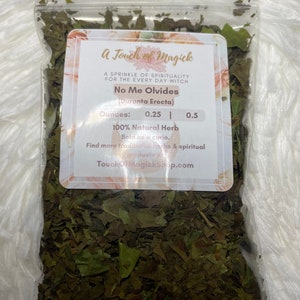 A Touch of Magick
A SPRINKLE OF SPIRITUALITY
FOR THE EVERY DAY WITCH
No Me Olvides
(Duranta Erecta)
Ounces: 0.25 | 0.5
100% Natural Herb
Find more traditional herbs & spiritual
products
TouchOfMagickShop.com